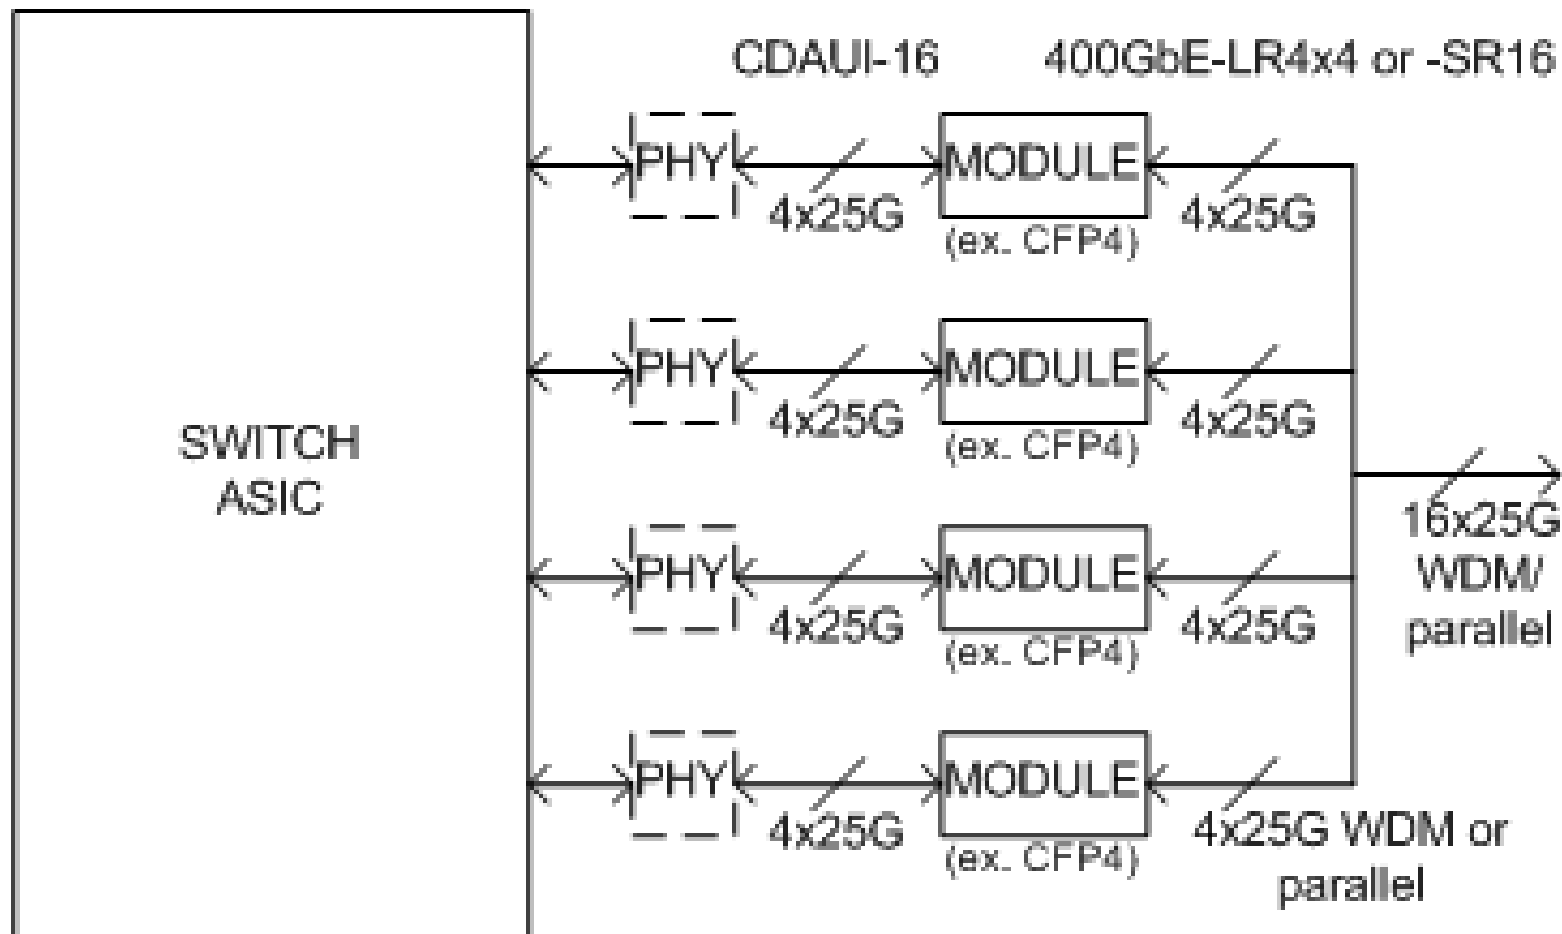 CDAUI-16 400GbE-LR4x4 or -SR16
PHY MODULE
4x25G 4x25G
(ex. CFP4)
PHY MODULE
4x25G 4x25G
(ex. CFP4)
SWITCH
ASIC
16x25G
WDM/
parallel
PHY MODULE
4x25G 4x25G
(ex. CFP4)
PHY MODULE
4x25G 4x25G WDM or
(ex. CFP4)
parallel